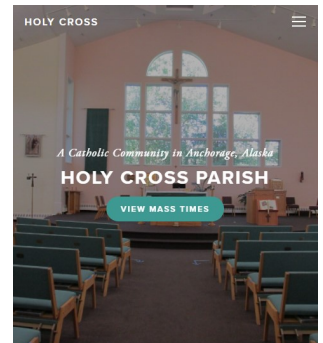 HOLY CROSS
A Catholic Community in Anchorage, Alaska
HOLY CROSS PARISH
VIEW MASS TIMES